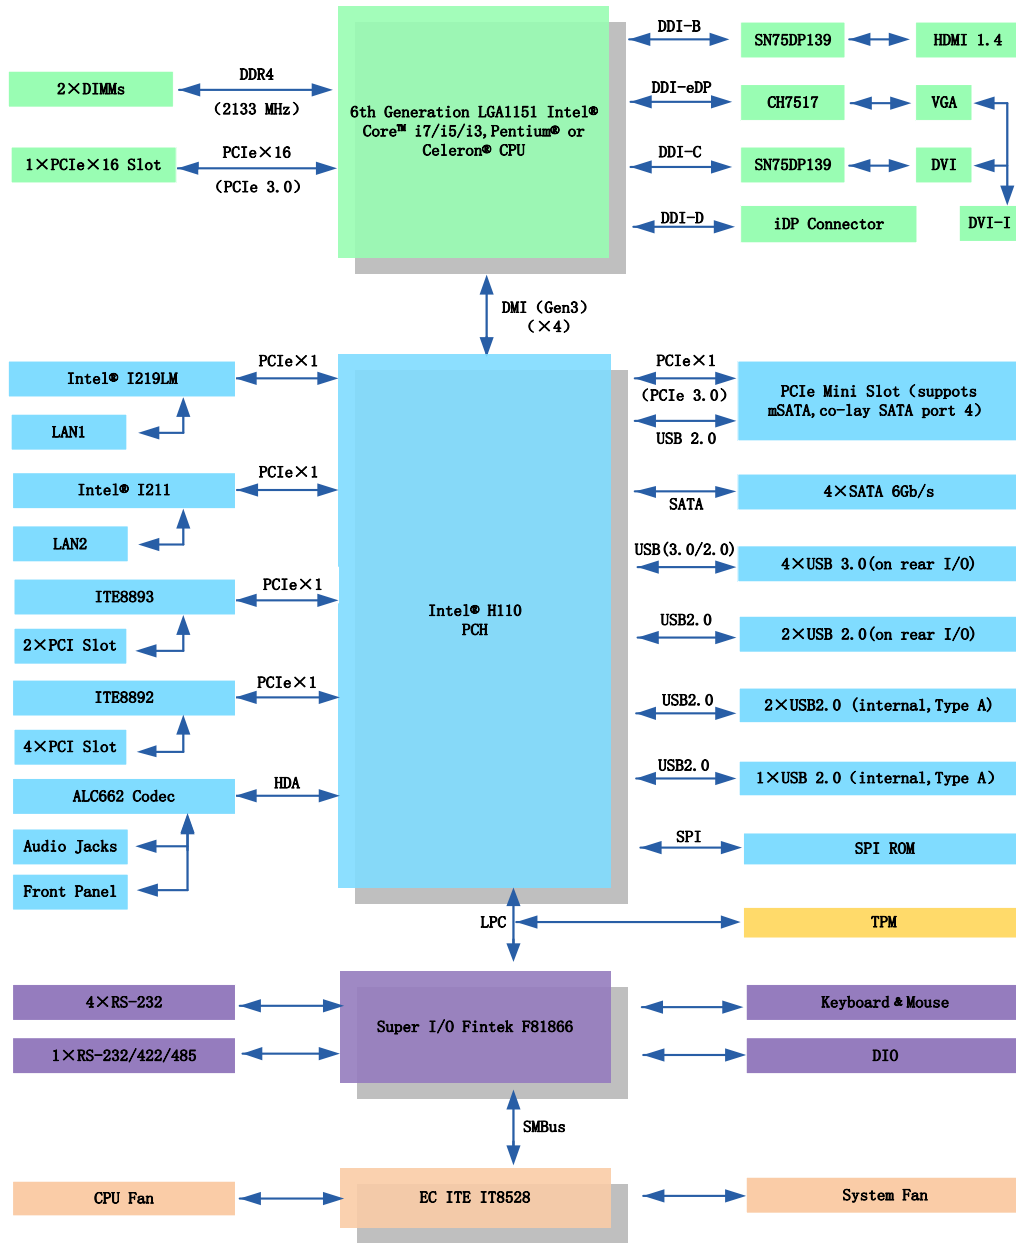 DDI-B
SN75DP139
HDMI 1.4
2×DIMMs
DDR4
(2133 MHz)
6th Generation LGA1151 Intel®
Core™ i7/i5/i3,Pentium® or
Celeron® CPU
DDI-eDP
CH7517
VGA
1×PCIe×16 Slot
PCIe×16
(PCIe 3.0)
DDI-C
SN75DP139
DVI
DDI-D
iDP Connector
DVI-I
DMI (Gen3)
(×4)
Intel® I219LM
PCIe×1
LAN1
Intel® I211
PCIe×1
LAN2
ITE8893
PCIe×1
2×PCI Slot
ITE8892
PCIe×1
4×PCI Slot
ALC662 Codec
HDA
Audio Jacks
Front Panel
Intel® H110
PCH
PCIe×1
(PCIe 3.0)
USB 2.0
PCIe Mini Slot (suppots
mSATA,co-lay SATA port 4)
SATA
4×SATA 6Gb/s
USB(3.0/2.0)
4×USB 3.0(on rear I/O)
USB2.0
2×USB 2.0(on rear I/O)
USB2.0
2×USB2.0 (internal,Type A)
USB2.0
1×USB 2.0 (internal,Type A)
SPI
SPI ROM
LPC
TPM
4×RS-232
1×RS-232/422/485
Super I/O Fintek F81866
Keyboard&Mouse
DIO
SMBus
CPU Fan
EC ITE IT8528
System Fan